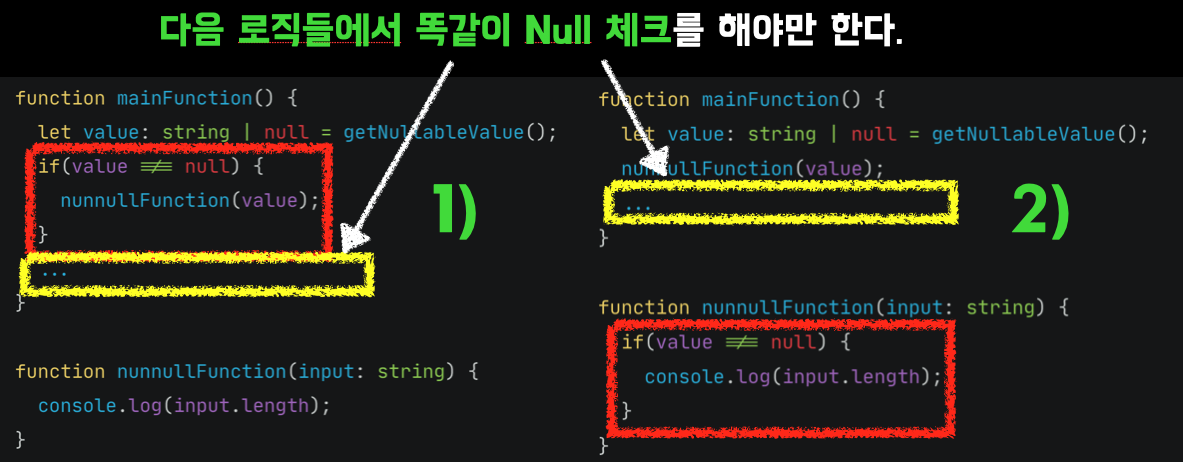 다음 로직들에서 똑같이 Null 체크를 해야만 한다.
function mainFunction() {
let value: string | null = getNullableValue();
if(value !== null) {
nunnullFunction(value);
}
...
}
function nunnullFunction(input: string) {
console.log(input.length);
}
1)
function mainFunction() {
let value: string | null = getNullableValue();
nunnullFunction(value);
...
}
function nunnullFunction(input: string) {
if(value !== null) {
console.log(input.length);
}
}
2)